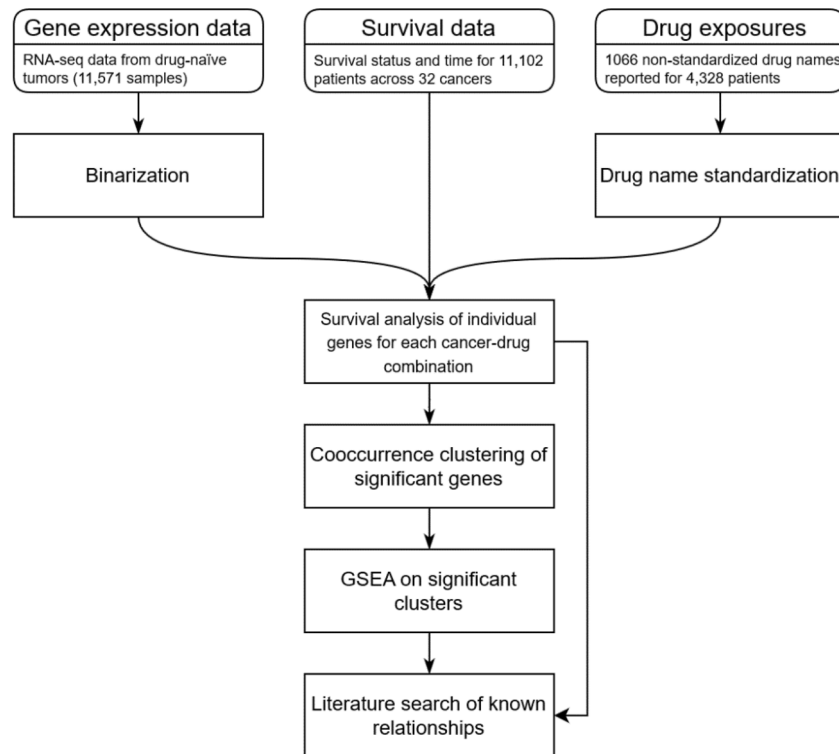 Gene expression data
RNA-seq data from drug-naïve
tumors (11,571 samples)
Survival data
Survival status and time for 11,102
patients across 32 cancers
Drug exposures
1066 non-standardized drug names
reported for 4,328 patients
Binarization
Drug name standardization
Survival analysis of individual
genes for each cancer-drug
combination
Cooccurrence clustering of
significant genes
GSEA on significant
clusters
Literature search of known
relationships